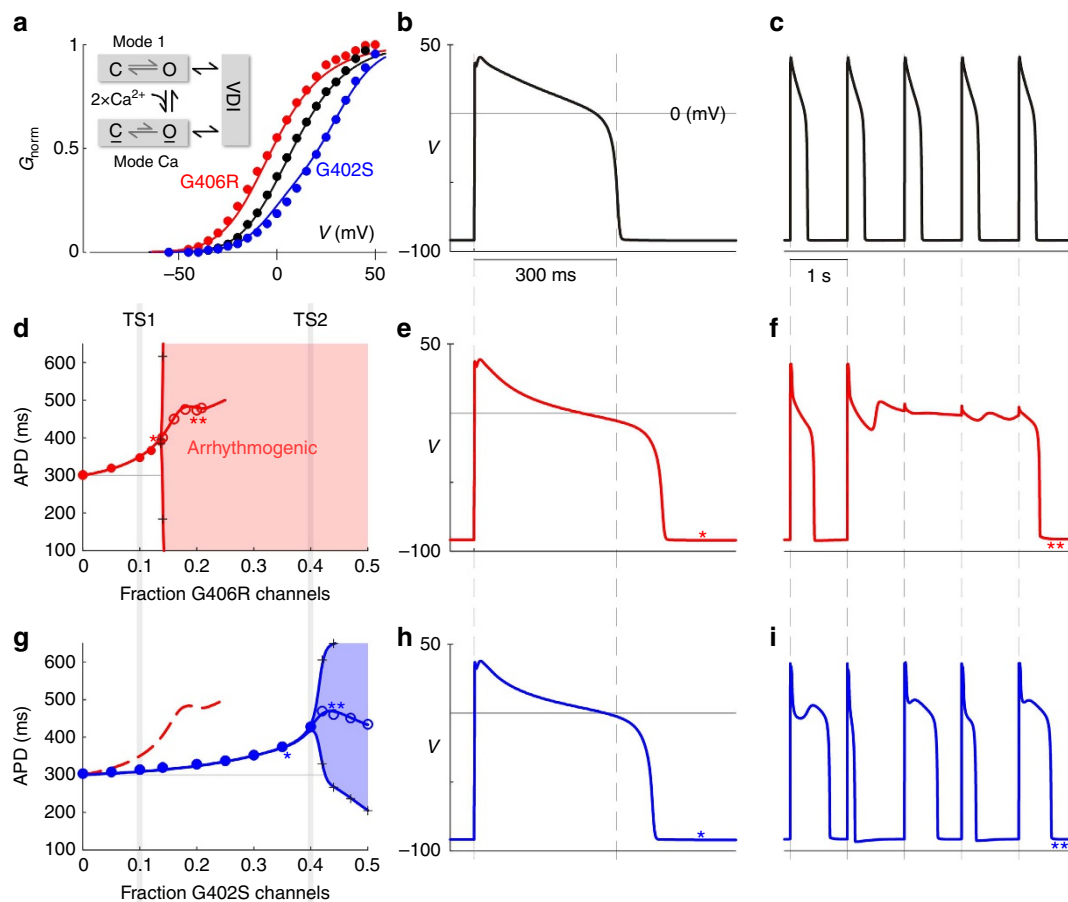 a
Mode 1
C O
2×Ca²⁺
VDI
C O
Mode Ca
G406R
G402S
Gnorm
1
0.5
0
V (mV)
−50 0 50
b
50
V
−100
0 (mV)
300 ms
c
1 s
d
TS1 TS2
600
500
400
300
200
100
APD (ms)
*
**
Arrhythmogenic
0 0.1 0.2 0.3 0.4 0.5
Fraction G406R channels
e
50
V
−100
*
f
**
g
600
500
400
300
200
100
APD (ms)
**
*
0 0.1 0.2 0.3 0.4 0.5
Fraction G402S channels
h
50
V
−100
*
i
**